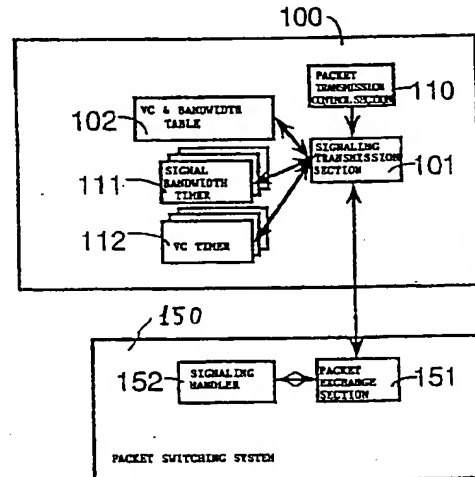 100
PACKET
TRANSMISSION
CONTROL SECTION
110
VC & BANDWIDTH
TABLE
102
SIGNALING
TRANSMISSION
SECTION
101
SIGNAL
BANDWIDTH
TIMER
111
VC TIMER
112
150
SIGNALING
HANDLER
152
PACKET
EXCHANGE
SECTION
151
PACKET SWITCHING SYSTEM